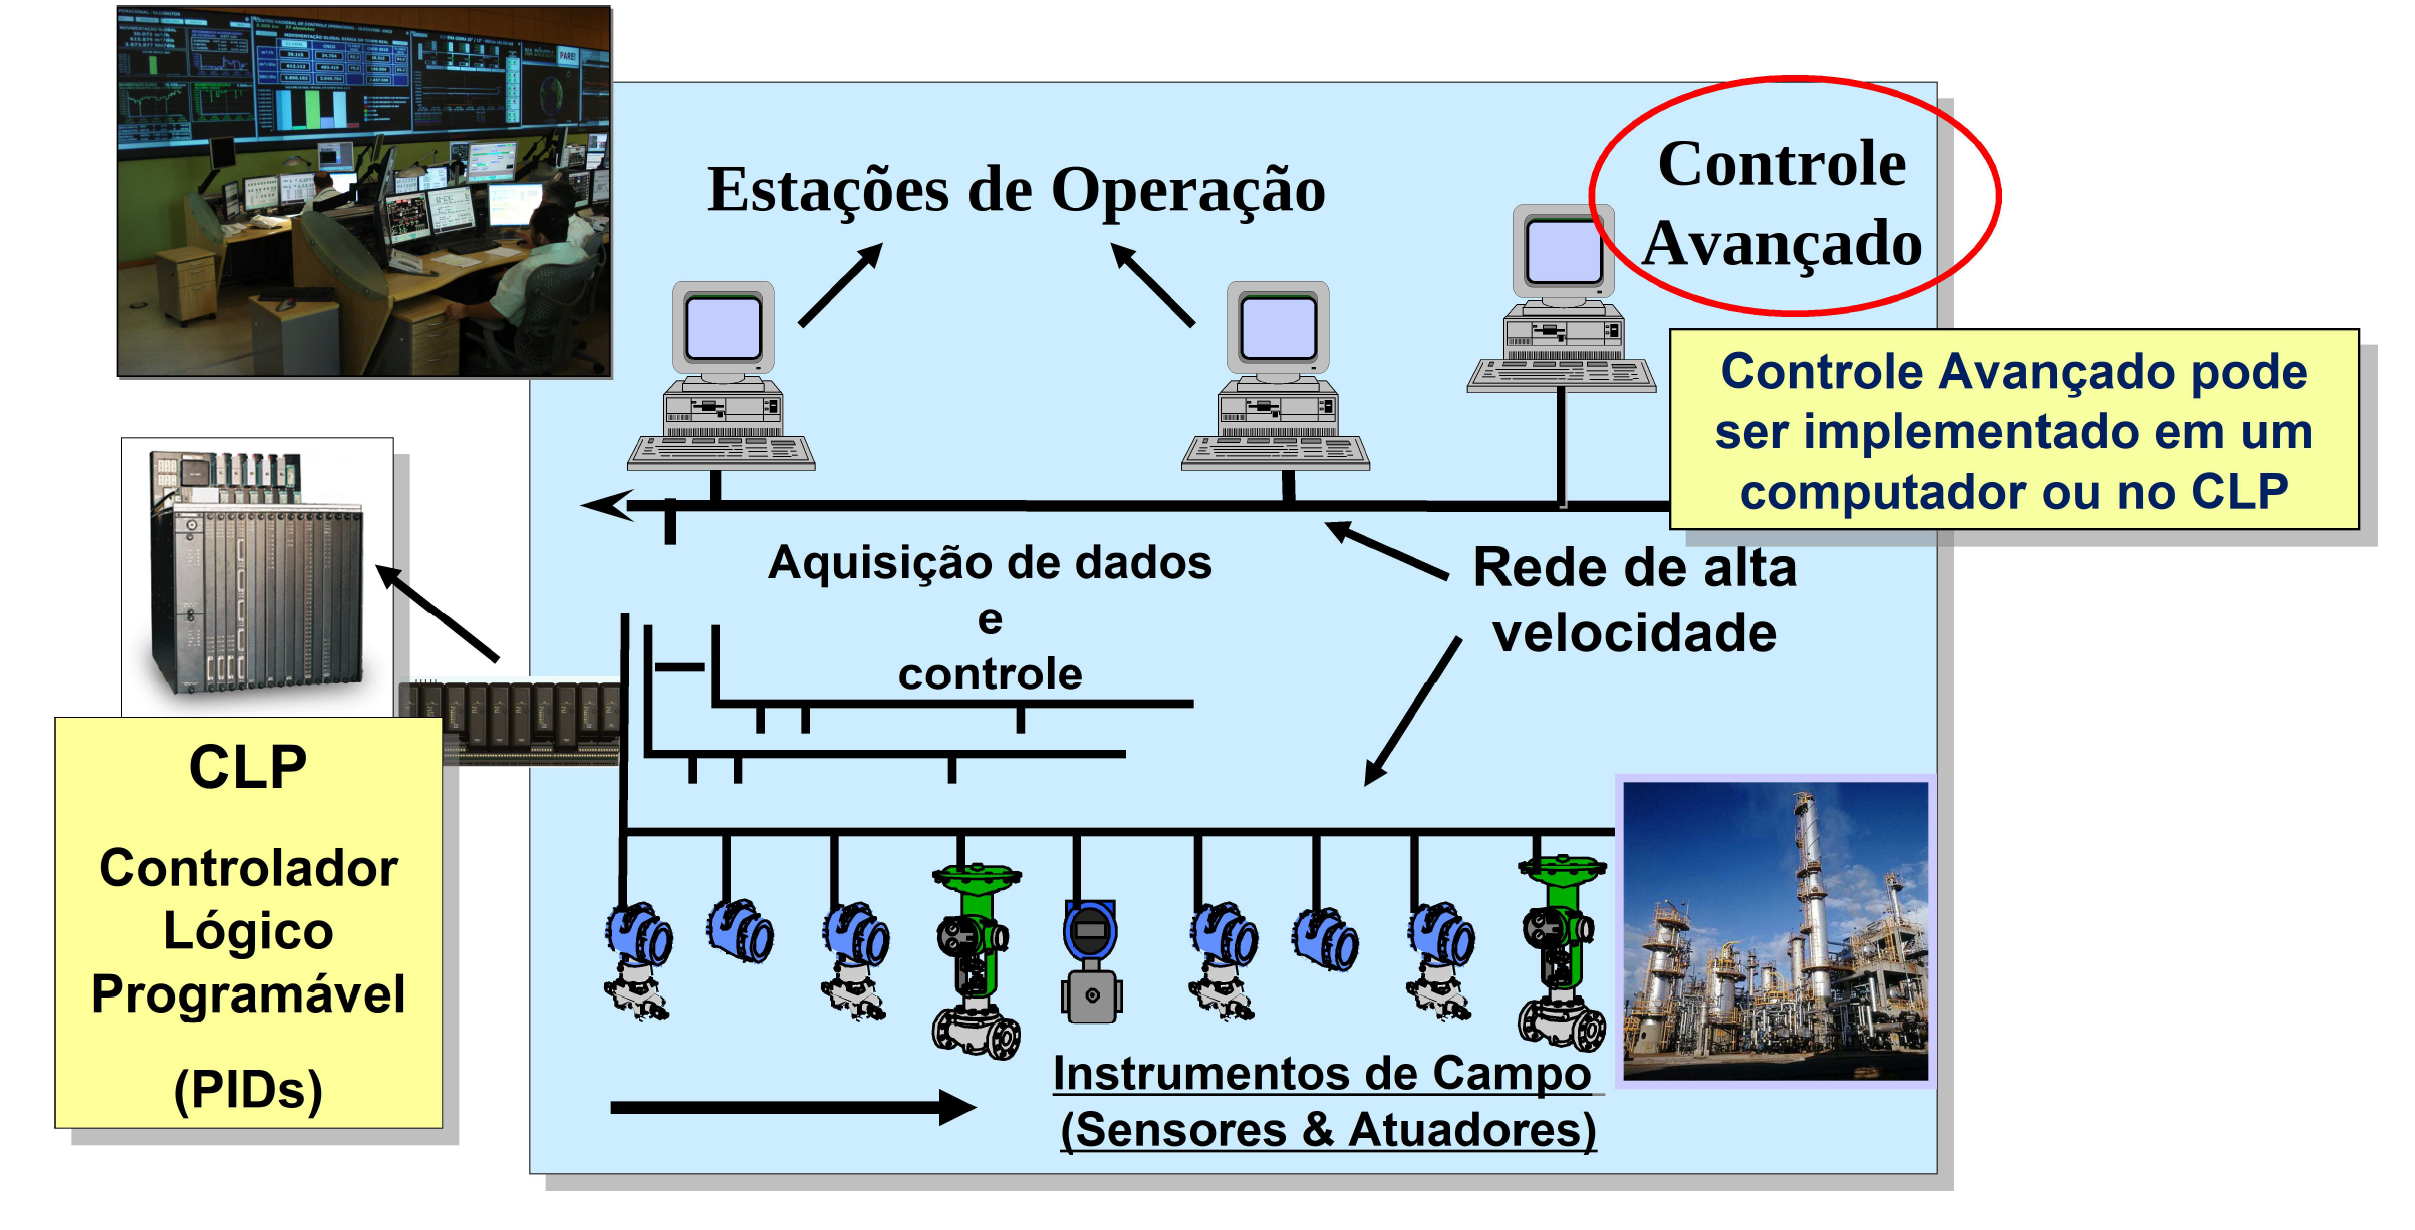 Estações de Operação
Controle
Avançado
Controle Avançado pode
ser implementado em um
computador ou no CLP
Aquisição de dados
e
controle
Rede de alta
velocidade
CLP
Controlador
Lógico
Programável
(PIDs)
Instrumentos de Campo
(Sensores & Atuadores)
PARE!